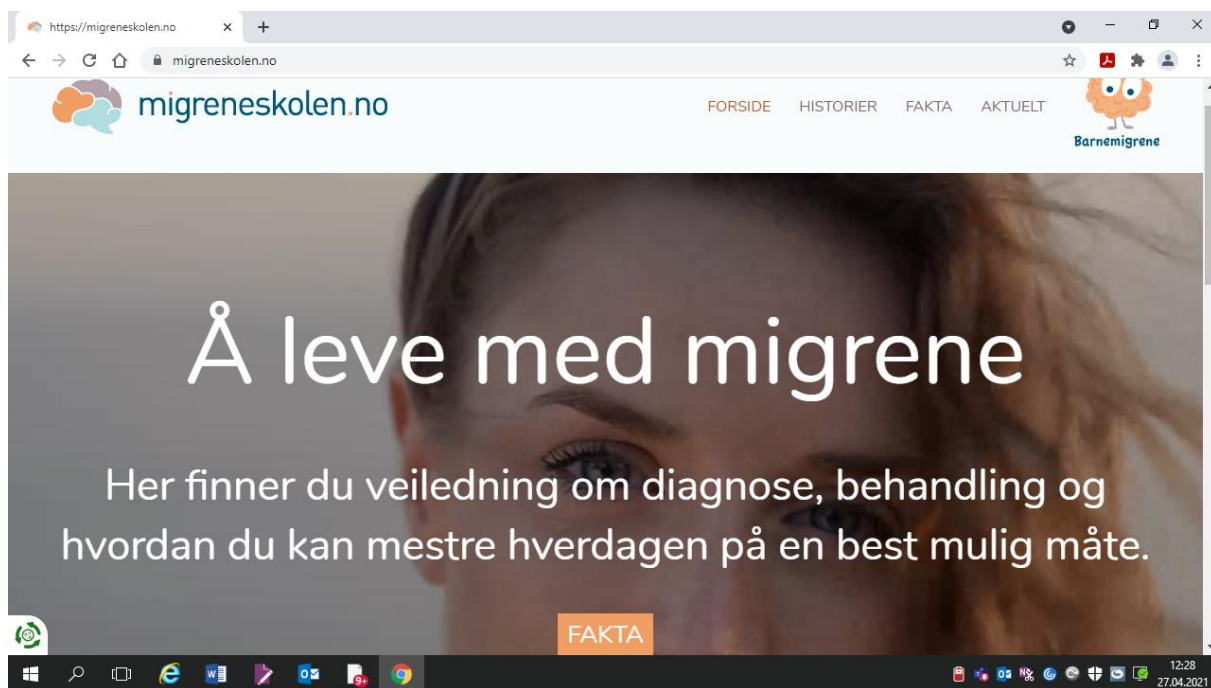 https://migreneskolen.no
migreneskolen.no
migreneskolen.no
FORSIDE HISTORIER FAKTA AKTUELT
Barnemigrene
Å leve med migrene
Her finner du veiledning om diagnose, behandling og
hvordan du kan mestre hverdagen på en best mulig måte.
FAKTA
9+
12:28
27.04.2021